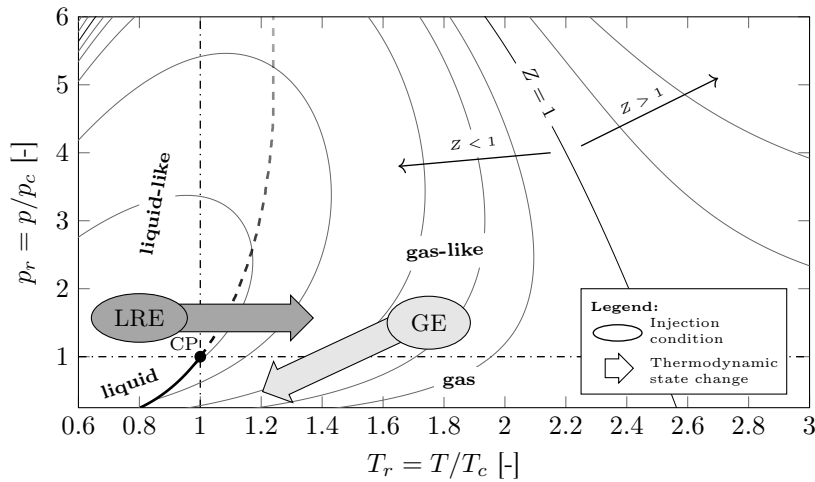 6
5
4
3
2
1
0.6
0.8
1
1.2
1.4
1.6
1.8
2
2.2
2.4
2.6
2.8
3
p_r = p/p_c [-]
T_r = T/T_c [-]
Z = 1
Z > 1
Z < 1
liquid-like
gas-like
LRE
GE
CP
liquid
gas
Legend:
Injection
condition
Thermodynamic
state change